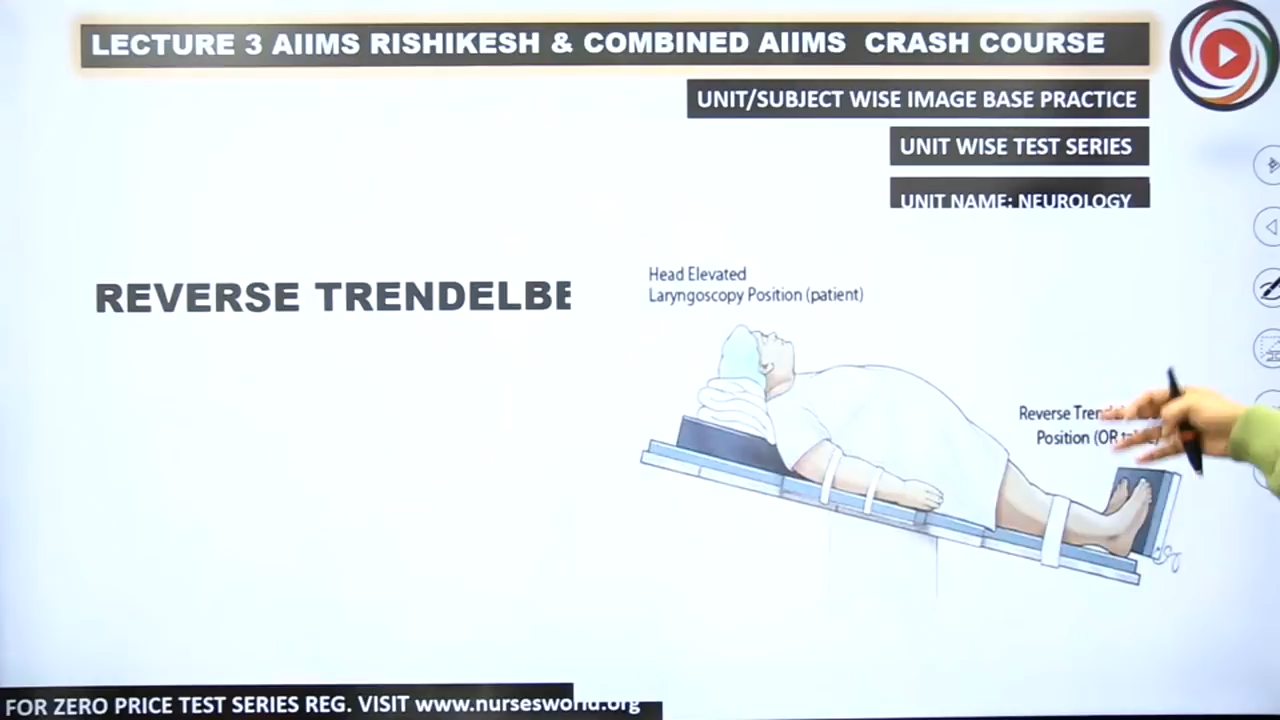 LECTURE 3 AIIMS RISHIKESH & COMBINED AIIMS CRASH COURSE
UNIT/SUBJECT WISE IMAGE BASE PRACTICE
UNIT WISE TEST SERIES
UNIT NAME: NEUROLOGY
REVERSE TRENDELBE
Head Elevated
Laryngoscopy Position (patient)
Reverse
Position (OR
FOR ZERO PRICE TEST SERIES REG. VISIT www.nursesworld.org